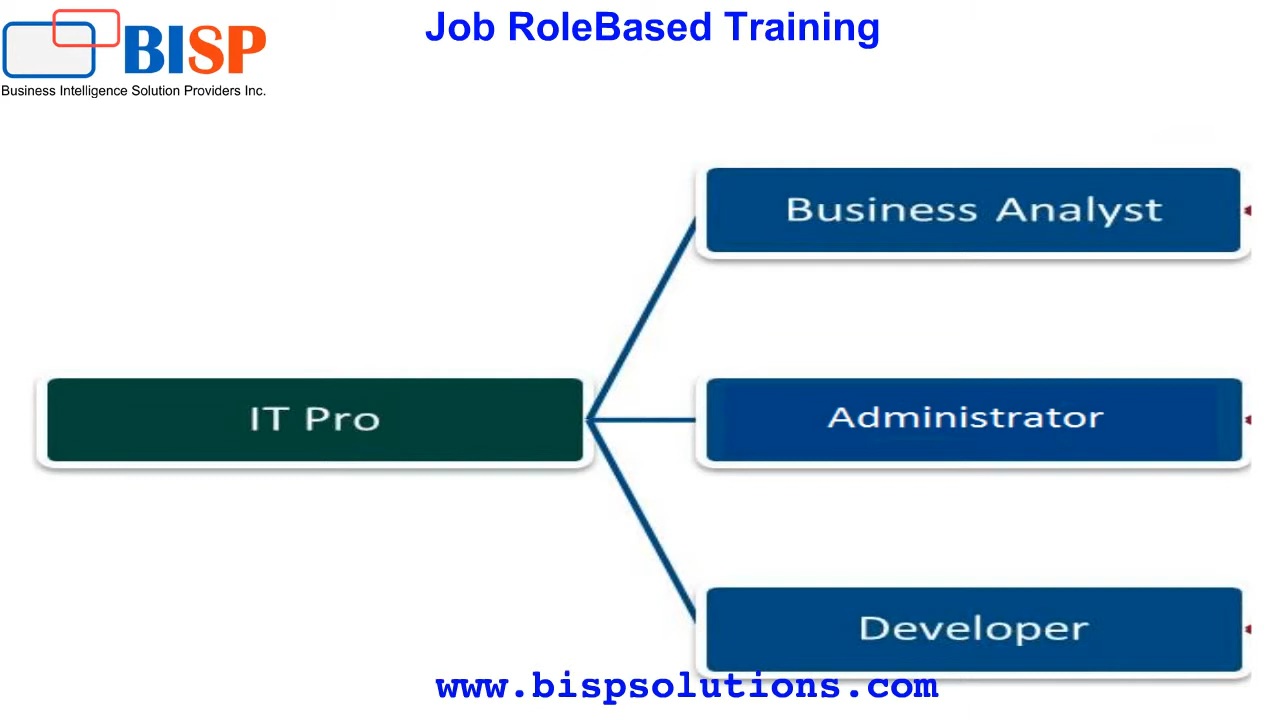 Job RoleBased Training
BISP
Business Intelligence Solution Providers Inc.
Business Analyst
IT Pro
Administrator
Developer
www.bispsolutions.com